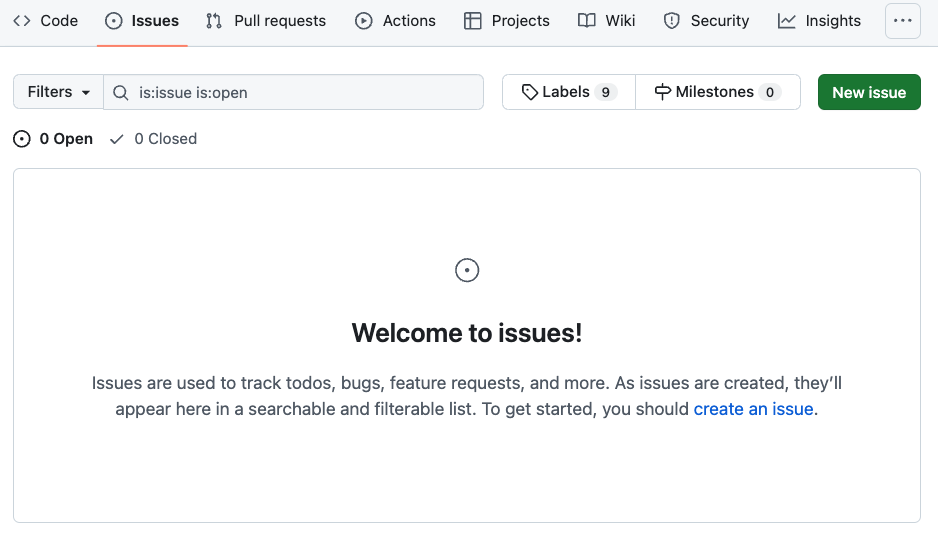 Code Issues Pull requests Actions Projects Wiki Security Insights
Filters is:issue is:open Labels 9 Milestones 0 New issue
0 Open 0 Closed
Welcome to issues!
Issues are used to track todos, bugs, feature requests, and more. As issues are created, they’ll
appear here in a searchable and filterable list. To get started, you should create an issue.